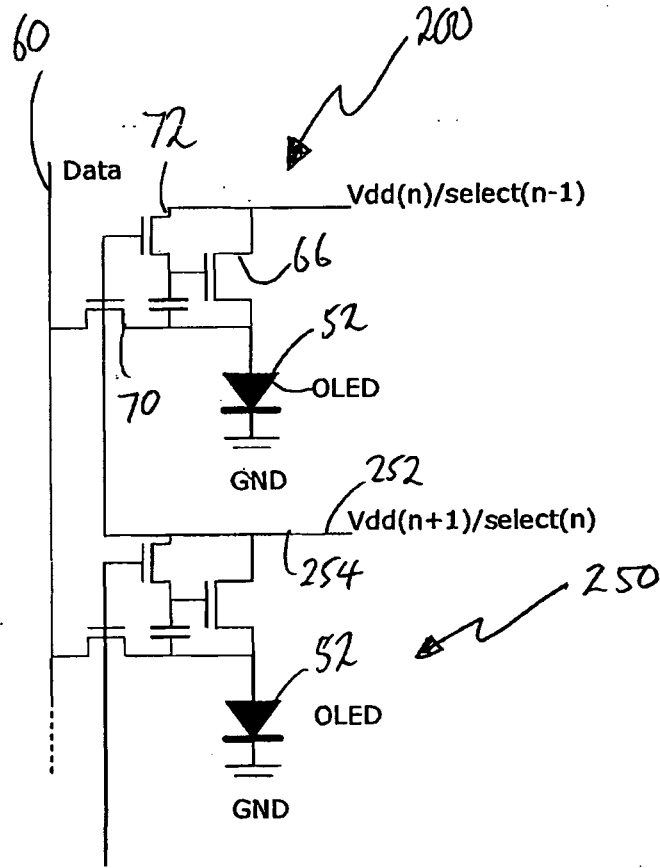 60
200
72
Data
Vdd(n)/select(n-1)
66
52
OLED
70
GND
252
Vdd(n+1)/select(n)
254
250
52
OLED
GND